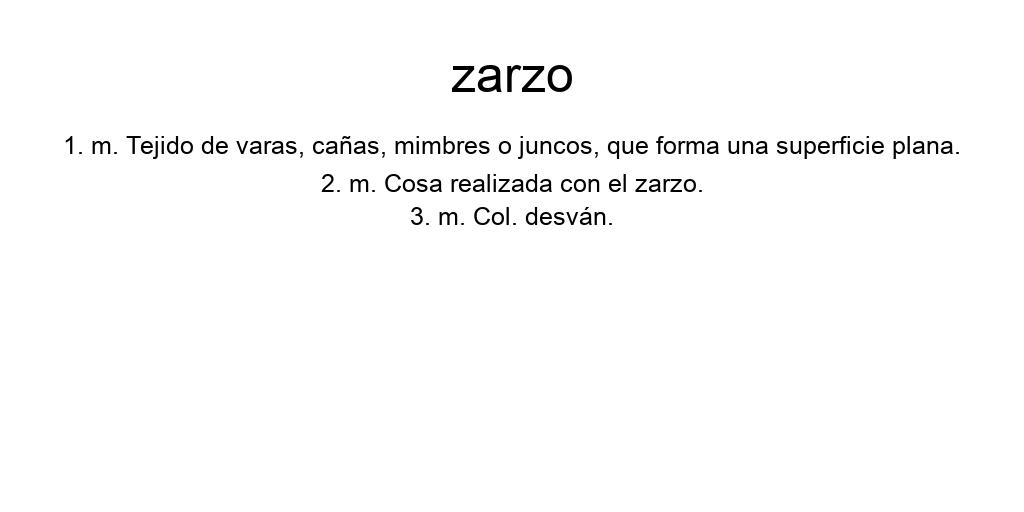 zarzo
1. m. Tejido de varas, cañas, mimbres o juncos, que forma una superficie plana.
2. m. Cosa realizada con el zarzo.
3. m. Col. desván.